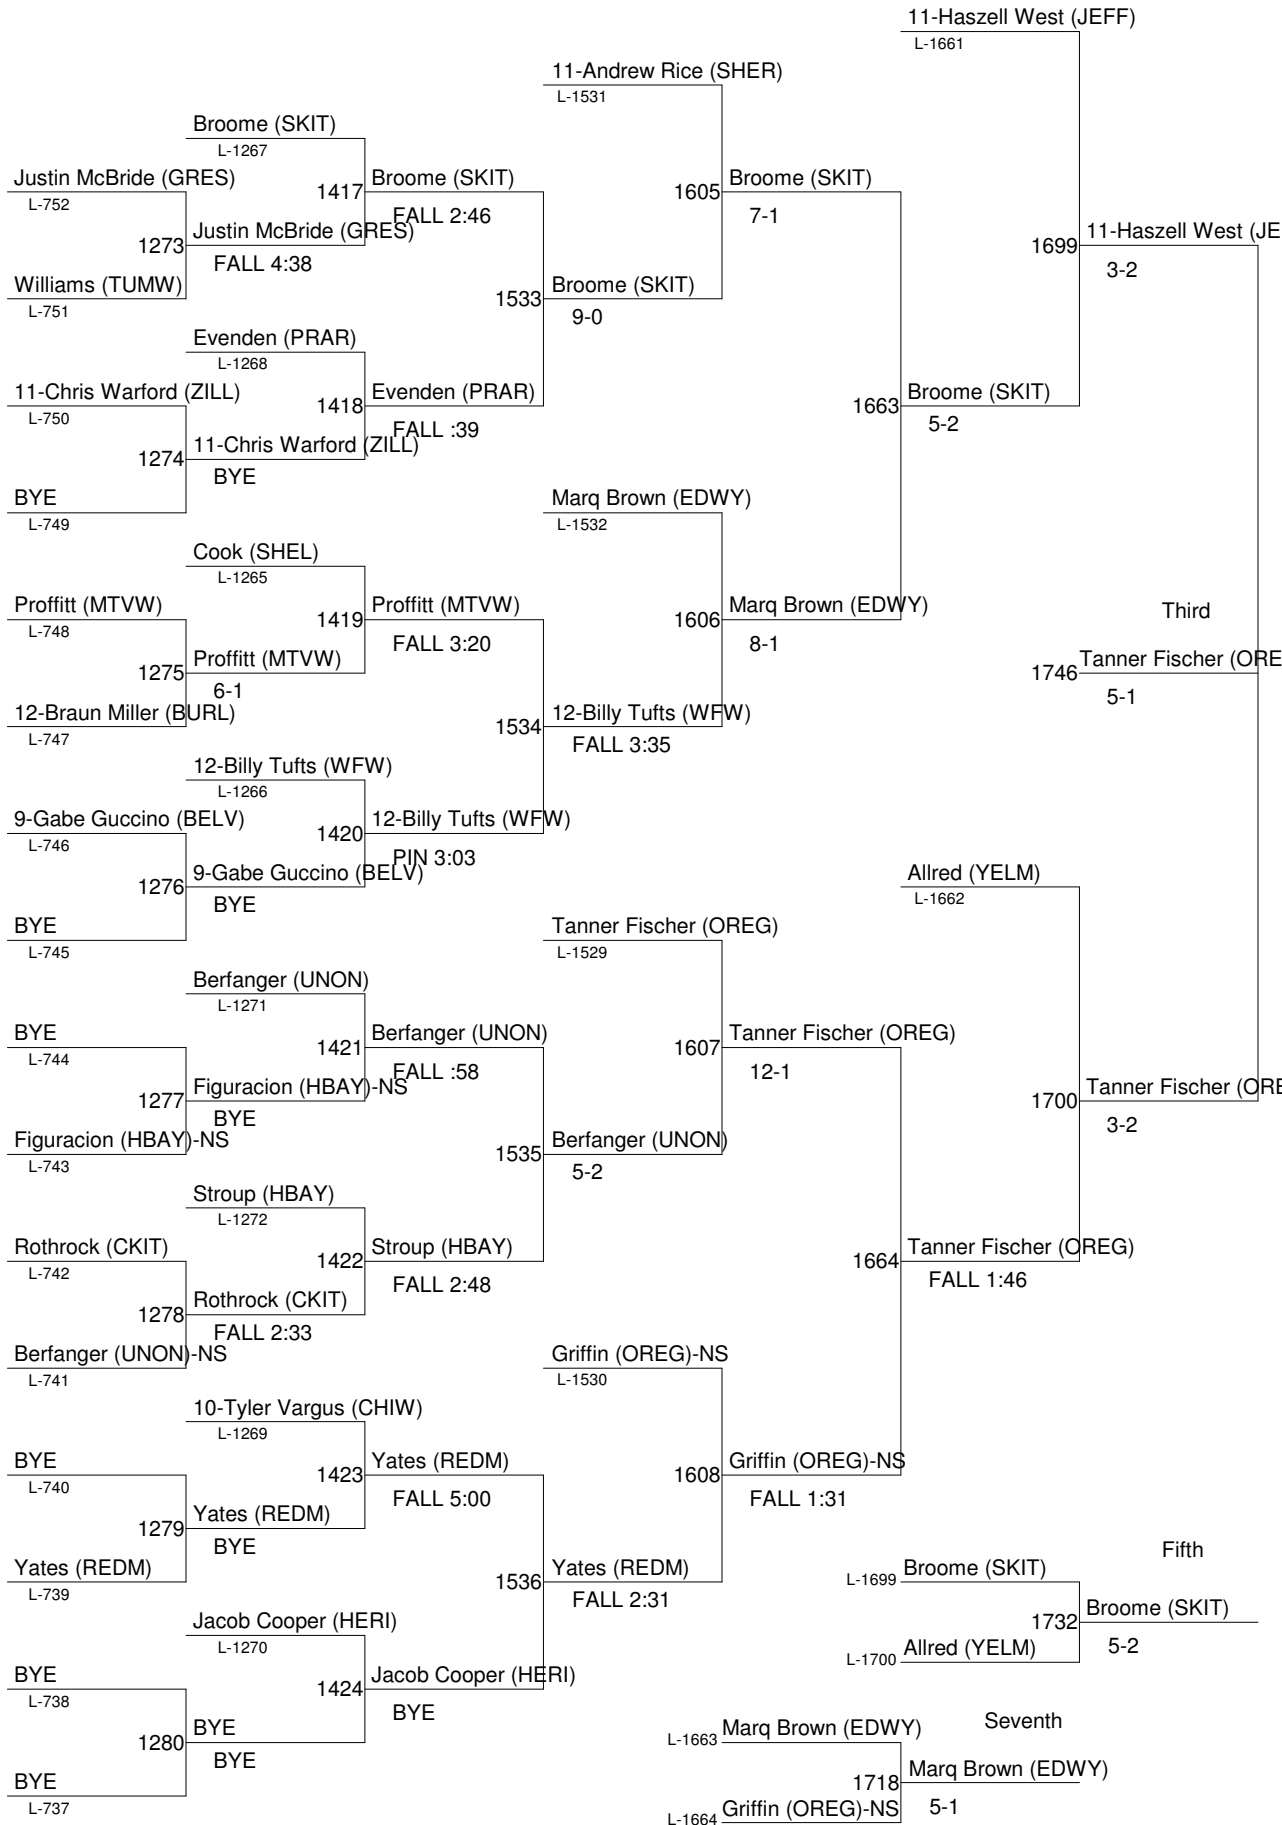 11-Haszell West (JEFF)
L-1661
11-Andrew Rice (SHER)
L-1531
Broome (SKIT)
L-1267
Justin McBride (GRES)
L-752
1417 Broome (SKIT)
FALL 2:46
1605 Broome (SKIT)
7-1
1273 Justin McBride (GRES)
FALL 4:38
1699 11-Haszell West (JE
3-2
Williams (TUMW)
L-751
1533 Broome (SKIT)
9-0
Evenden (PRAR)
L-1268
11-Chris Warford (ZILL)
L-750
1418 Evenden (PRAR)
FALL :39
1663 Broome (SKIT)
5-2
1274 11-Chris Warford (ZILL)
BYE
BYE
L-749
Marq Brown (EDWY)
L-1532
Cook (SHEL)
L-1265
Proffitt (MTVW)
L-748
1419 Proffitt (MTVW)
FALL 3:20
1606 Marq Brown (EDWY)
8-1
Third
1275 Proffitt (MTVW)
6-1
1746 Tanner Fischer (ORE
5-1
12-Braun Miller (BURL)
L-747
1534 12-Billy Tufts (WFW)
FALL 3:35
12-Billy Tufts (WFW)
L-1266
9-Gabe Guccino (BELV)
L-746
1420 12-Billy Tufts (WFW)
PIN 3:03
1276 9-Gabe Guccino (BELV)
BYE
Allred (YELM)
L-1662
BYE
L-745
Tanner Fischer (OREG)
L-1529
Berfanger (UNON)
L-1271
BYE
L-744
1421 Berfanger (UNON)
FALL :58
1607 Tanner Fischer (OREG)
12-1
1277 Figuracion (HBAY)-NS
BYE
1700 Tanner Fischer (ORE
3-2
Figuracion (HBAY)-NS
L-743
1535 Berfanger (UNON)
5-2
Stroup (HBAY)
L-1272
Rothrock (CKIT)
L-742
1422 Stroup (HBAY)
FALL 2:48
1664 Tanner Fischer (OREG)
FALL 1:46
1278 Rothrock (CKIT)
FALL 2:33
Berfanger (UNON)-NS
L-741
Griffin (OREG)-NS
L-1530
10-Tyler Vargus (CHIW)
L-1269
BYE
L-740
1423 Yates (REDM)
FALL 5:00
1608 Griffin (OREG)-NS
FALL 1:31
1279 Yates (REDM)
BYE
Fifth
Yates (REDM)
L-739
1536 Yates (REDM)
FALL 2:31
L-1699 Broome (SKIT)
1732 Broome (SKIT)
5-2
Jacob Cooper (HERI)
L-1270
L-1700 Allred (YELM)
BYE
L-738
1424 Jacob Cooper (HERI)
BYE
1280 BYE
BYE
Seventh
L-1663 Marq Brown (EDWY)
1718 Marq Brown (EDWY)
5-1
BYE
L-737
L-1664 Griffin (OREG)-NS